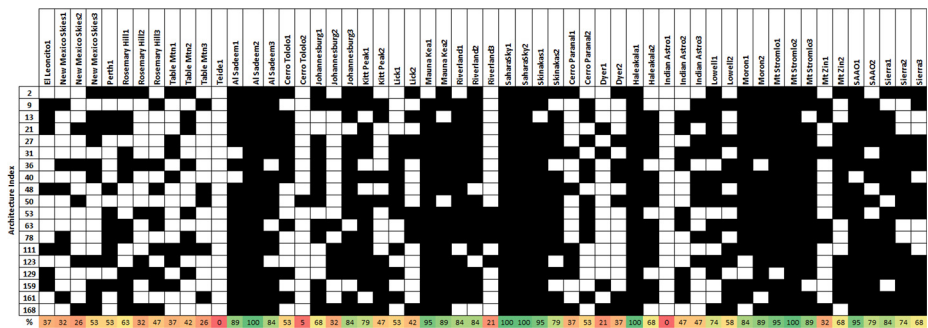 El Leoncito1
New Mexico Skies1
New Mexico Skies2
New Mexico Skies3
Perth1
Rosemary Hill1
Rosemary Hill2
Rosemary Hill3
Table Mtn1
Table Mtn2
Table Mtn3
Teide1
Al Sadeem1
Al Sadeem2
Al Sadeem3
Cerro Tololo1
Cerro Tololo2
Johannesburg1
Johannesburg2
Johannesburg3
Kitt Peak1
Kitt Peak2
Lick1
Lick2
Mauna Kea1
Mauna Kea2
Riverland1
Riverland2
Riverland3
SaharaSky1
SaharaSky2
Skinakas1
Skinakas2
Cerro Paranal1
Cerro Paranal2
Dyer1
Dyer2
Haleakala1
Haleakala2
Indian Astro1
Indian Astro2
Indian Astro3
Lowell1
Lowell2
Moron1
Moron2
Mt Stromlo1
Mt Stromlo2
Mt Stromlo3
Mt Zin1
Mt Zin2
SAAO1
SAAO2
Sierra1
Sierra2
Sierra3
Architecture Index
2
9
13
21
27
31
36
40
48
50
53
63
78
111
123
129
159
161
168
% 37 32 26 53 53 63 32 47 37 42 26 0 89 100 84 53 5 68 32 84 79 47 53 42 95 89 84 84 21 100 100 95 79 37 53 21 37 100 68 0 47 47 74 58 84 89 95 100 89 32 68 95 79 84 74 68